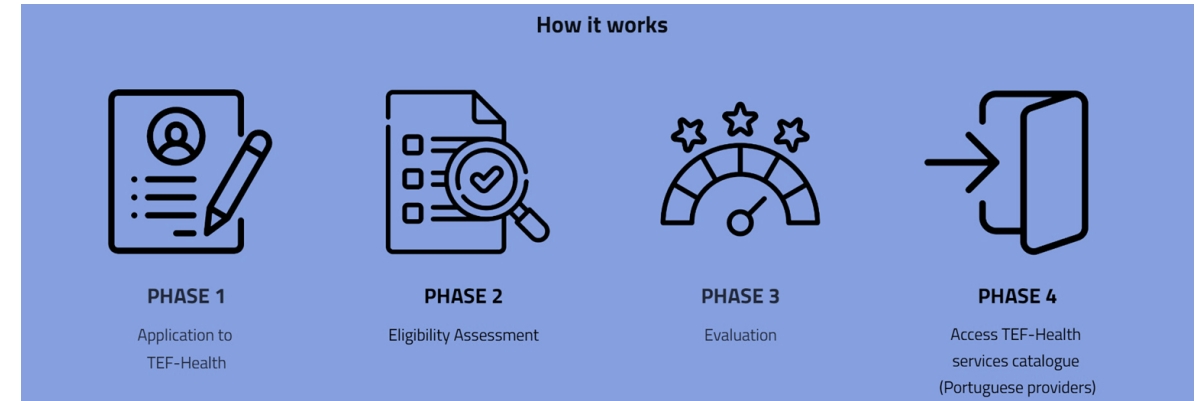 How it works
PHASE 1
Application to
TEF-Health
PHASE 2
Eligibility Assessment
PHASE 3
Evaluation
PHASE 4
Access TEF-Health
services catalogue
(Portuguese providers)